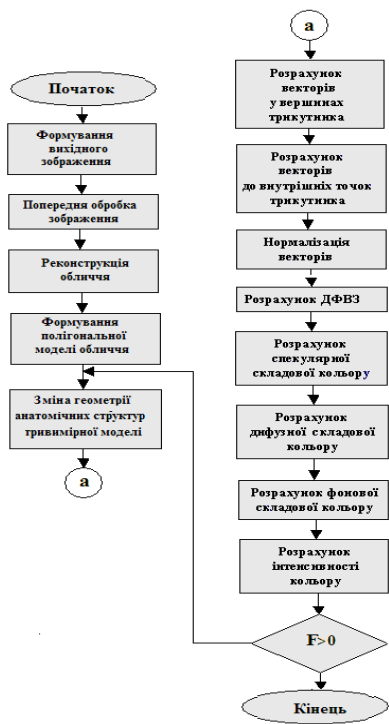 Початок
Формування
вихідного
зображення
Попередня обробка
зображення
Реконструкція
обличчя
Формування
полігональної
моделі обличчя
Зміна геометрії
анатомічних структур
тривимірної моделі
а
а
Розрахунок
векторів
у вершинах
трикутника
Розрахунок
векторів
до внутрішніх точок
трикутника
Нормалізація
векторів
Розрахунок ДФВЗ
Розрахунок
спекулярної
складової кольору
Розрахунок
дифузної складової
кольору
Розрахунок фонової
складової кольору
Розрахунок
інтенсивності
кольору
F>0
Кінець